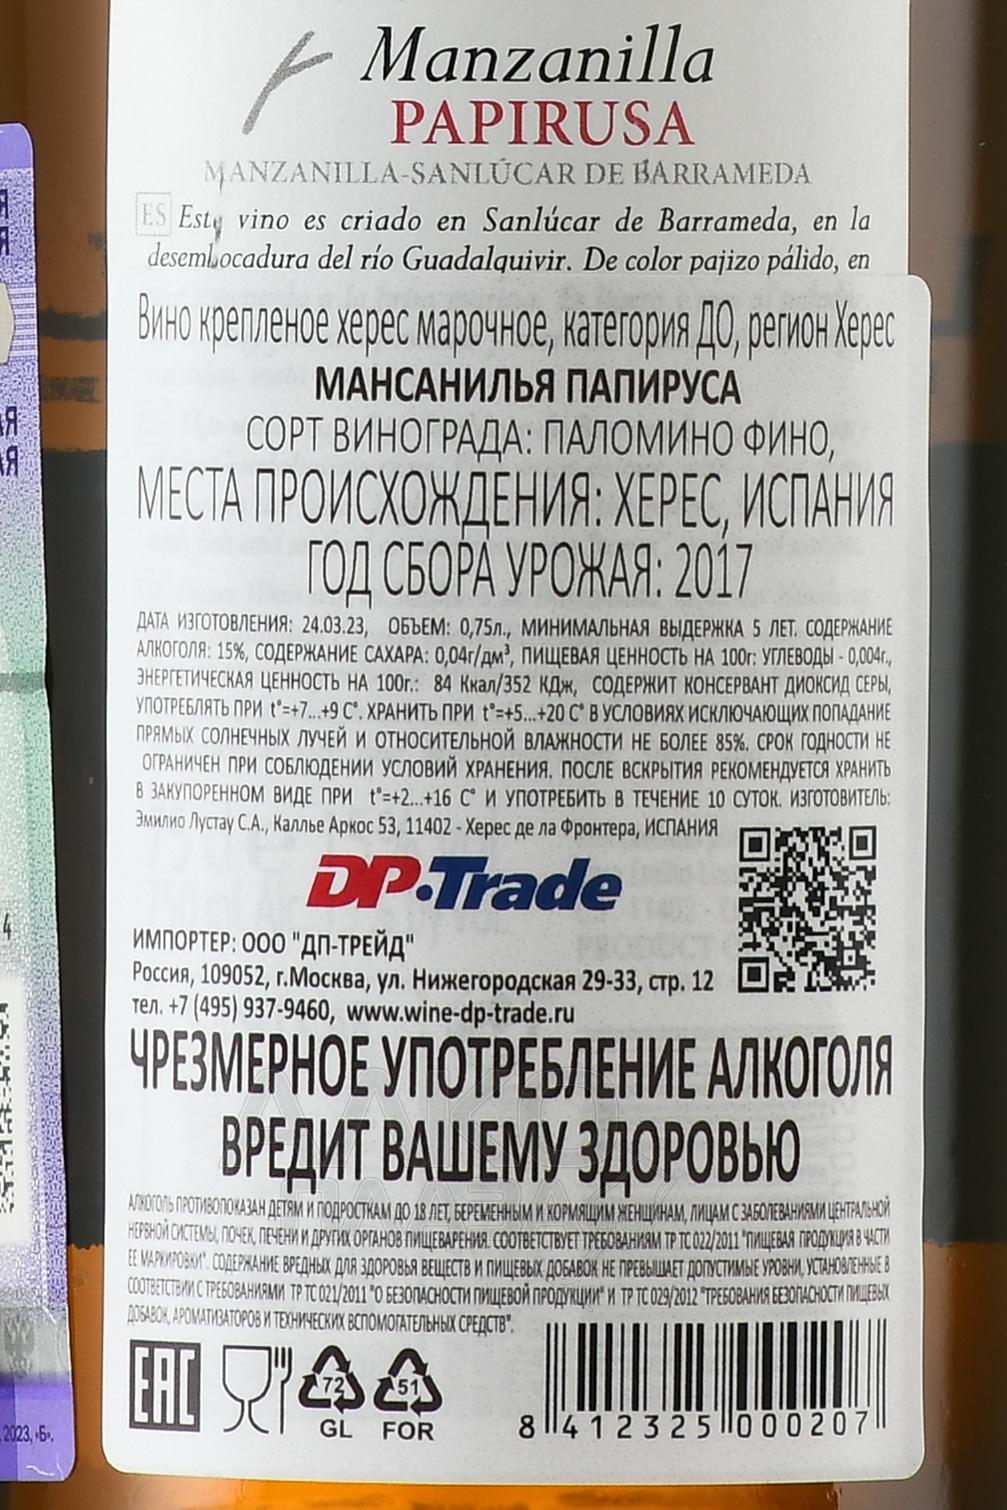 Manzanilla
PAPIRUSA
MANZANILLA-SANLÚCAR DE BARRAMEDA
ES Este vino es criado en Sanlúcar de Barrameda, en la
desembocadura del río Guadalquivir. De color pajizo pálido, en
Вино крепленое херес марочное, категория ДО, регион Херес
МАНСАНИЛЬЯ ПАПИРУСА
СОРТ ВИНОГРАДА: ПАЛОМИНО ФИНО,
МЕСТА ПРОИСХОЖДЕНИЯ: ХЕРЕС, ИСПАНИЯ
ГОД СБОРА УРОЖАЯ: 2017
ДАТА ИЗГОТОВЛЕНИЯ: 24.03.23, ОБЪЕМ: 0,75л., МИНИМАЛЬНАЯ ВЫДЕРЖКА 5 ЛЕТ. СОДЕРЖАНИЕ
АЛКОГОЛЯ: 15%, СОДЕРЖАНИЕ САХАРА: 0,04г/дм³, ПИЩЕВАЯ ЦЕННОСТЬ НА 100г: УГЛЕВОДЫ - 0,004г.,
ЭНЕРГЕТИЧЕСКАЯ ЦЕННОСТЬ НА 100г.: 84 Ккал/352 КДж, СОДЕРЖИТ КОНСЕРВАНТ ДИОКСИД СЕРЫ,
УПОТРЕБЛЯТЬ ПРИ t°=+7...+9 C°. ХРАНИТЬ ПРИ t°=+5...+20 C° В УСЛОВИЯХ ИСКЛЮЧАЮЩИХ ПОПАДАНИЕ
ПРЯМЫХ СОЛНЕЧНЫХ ЛУЧЕЙ И ОТНОСИТЕЛЬНОЙ ВЛАЖНОСТИ НЕ БОЛЕЕ 85%. СРОК ГОДНОСТИ НЕ
ОГРАНИЧЕН ПРИ СОБЛЮДЕНИИ УСЛОВИЙ ХРАНЕНИЯ. ПОСЛЕ ВСКРЫТИЯ РЕКОМЕНДУЕТСЯ ХРАНИТЬ
В ЗАКУПОРЕННОМ ВИДЕ ПРИ t°=+2...+16 C° И УПОТРЕБИТЬ В ТЕЧЕНИЕ 10 СУТОК. ИЗГОТОВИТЕЛЬ:
Эмилио Лустау С.А., Каллье Аркос 53, 11402 - Херес де ла Фронтера, ИСПАНИЯ
DP·Trade
ИМПОРТЕР: ООО "ДП-ТРЕЙД"
Россия, 109052, г.Москва, ул. Нижегородская 29-33, стр. 12
тел. +7 (495) 937-9460, www.wine-dp-trade.ru
ЧРЕЗМЕРНОЕ УПОТРЕБЛЕНИЕ АЛКОГОЛЯ
ВРЕДИТ ВАШЕМУ ЗДОРОВЬЮ
АЛКОГОЛЬ ПРОТИВОПОКАЗАН ДЕТЯМ И ПОДРОСТКАМ ДО 18 ЛЕТ, БЕРЕМЕННЫМ И КОРМЯЩИМ ЖЕНЩИНАМ, ЛИЦАМ С ЗАБОЛЕВАНИЯМИ ЦЕНТРАЛЬНОЙ
НЕРВНОЙ СИСТЕМЫ, ПОЧЕК, ПЕЧЕНИ И ДРУГИХ ОРГАНОВ ПИЩЕВАРЕНИЯ. СООТВЕТСТВУЕТ ТРЕБОВАНИЯМ ТР ТС 022/2011 "ПИЩЕВАЯ ПРОДУКЦИЯ В ЧАСТИ
ЕЕ МАРКИРОВКИ". СОДЕРЖАНИЕ ВРЕДНЫХ ДЛЯ ЗДОРОВЬЯ ВЕЩЕСТВ И ПИЩЕВЫХ ДОБАВОК НЕ ПРЕВЫШАЕТ ДОПУСТИМЫЕ УРОВНИ, УСТАНОВЛЕННЫЕ В
СООТВЕТСТВИИ С ТРЕБОВАНИЯМИ ТР ТС 021/2011 "О БЕЗОПАСНОСТИ ПИЩЕВОЙ ПРОДУКЦИИ" И ТР ТС 029/2012 "ТРЕБОВАНИЯ БЕЗОПАСНОСТИ ПИЩЕВЫХ
ДОБАВОК, АРОМАТИЗАТОРОВ И ТЕХНИЧЕСКИХ ВСПОМОГАТЕЛЬНЫХ СРЕДСТВ".
EAC 72 GL 51 FOR
8 412325 000207
2023, «Б».